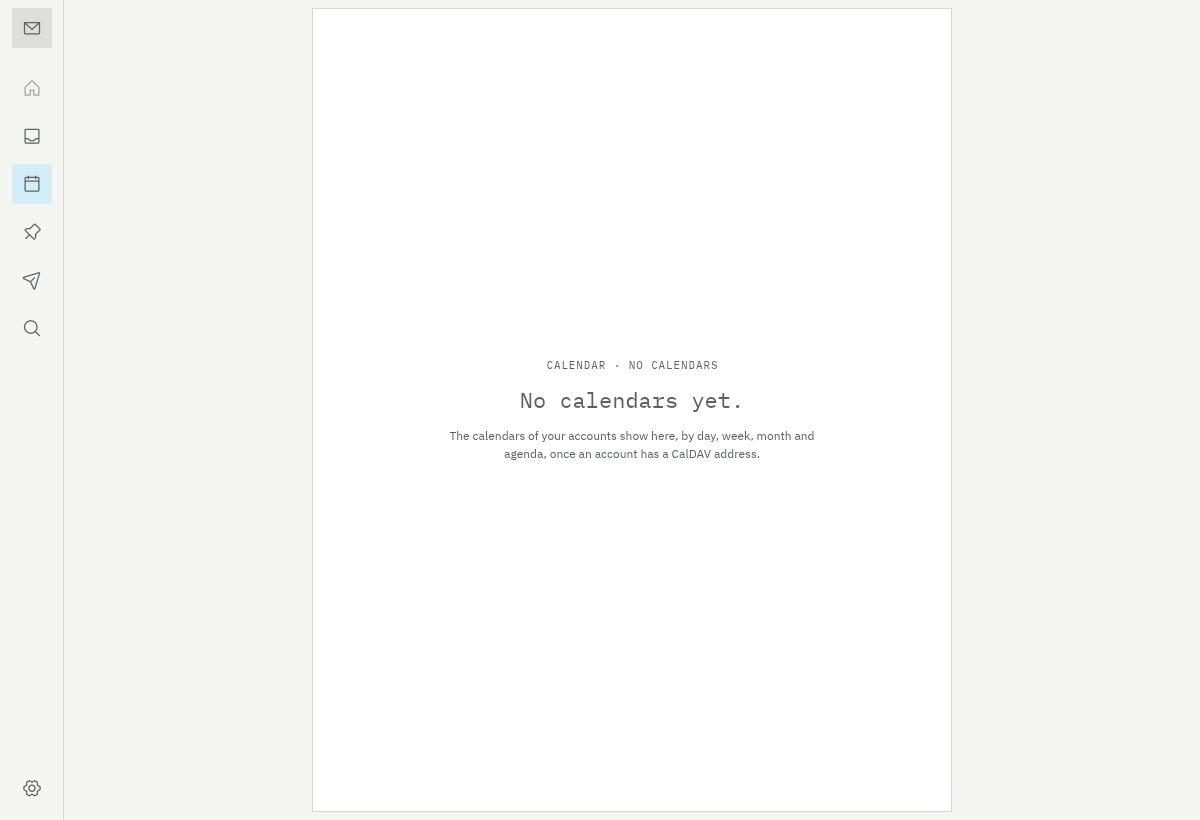 CALENDAR · NO CALENDARS
No calendars yet.
The calendars of your accounts show here, by day, week, month and
agenda, once an account has a CalDAV address.